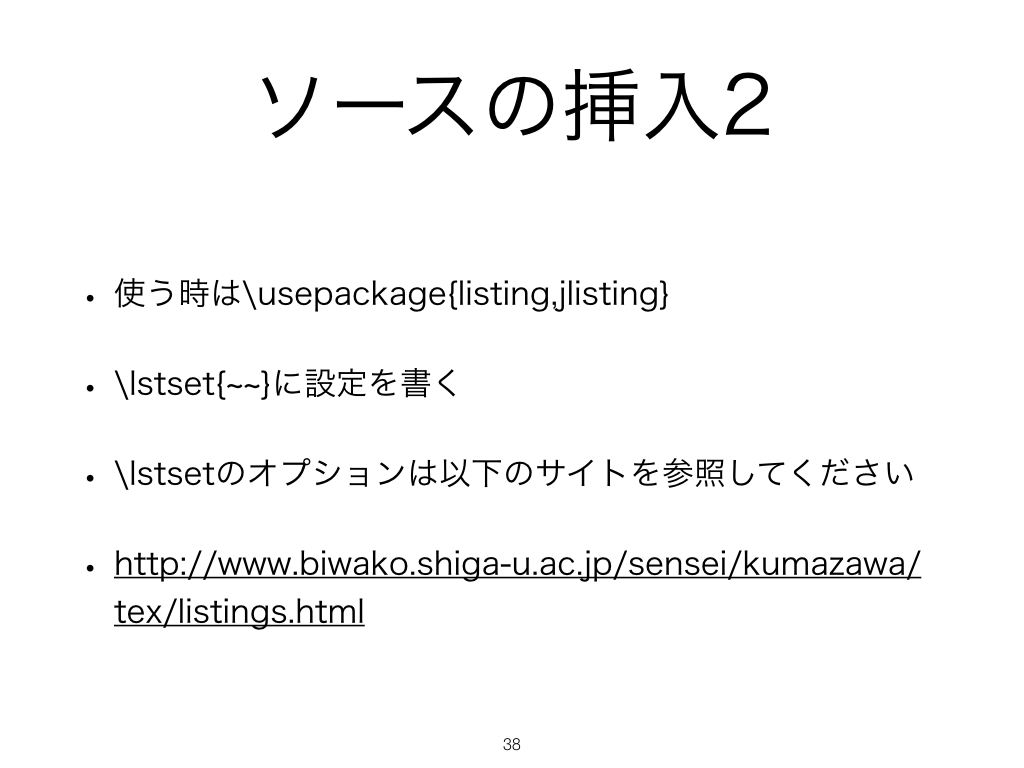 ソースの挿入2
• 使う時は\usepackage{listing,jlisting}
• \lstset{~~}に設定を書く
• \lstsetのオプションは以下のサイトを参照してください
• http://www.biwako.shiga-u.ac.jp/sensei/kumazawa/
tex/listings.html
38